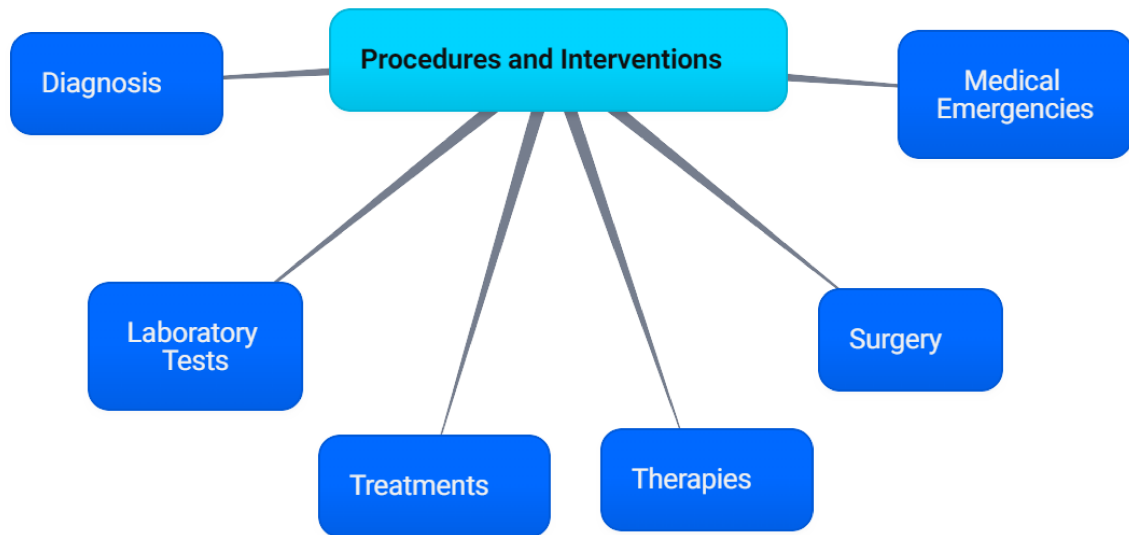 Procedures and Interventions
Diagnosis
Medical
Emergencies
Laboratory
Tests
Surgery
Treatments
Therapies